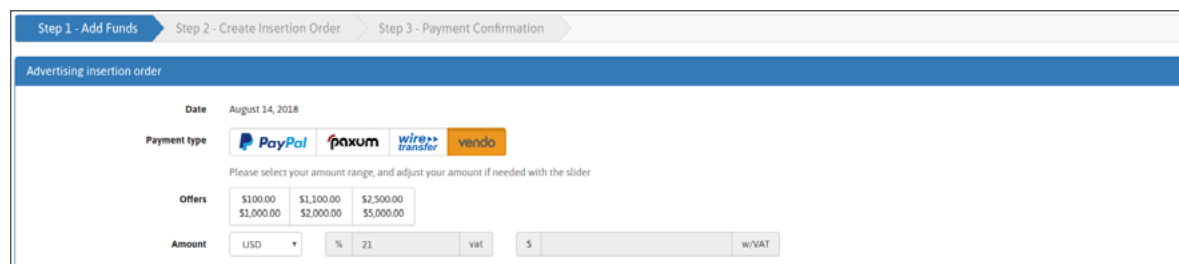 Step 1 - Add Funds Step 2 - Create Insertion Order Step 3 - Payment Confirmation
Advertising insertion order
Date August 14, 2018
Payment type PayPal paxum wire transfer vendo
Please select your amount range, and adjust your amount if needed with the slider
Offers $100.00 $1,100.00 $2,500.00
$1,000.00 $2,000.00 $5,000.00
Amount USD % 21 vat $ w/VAT